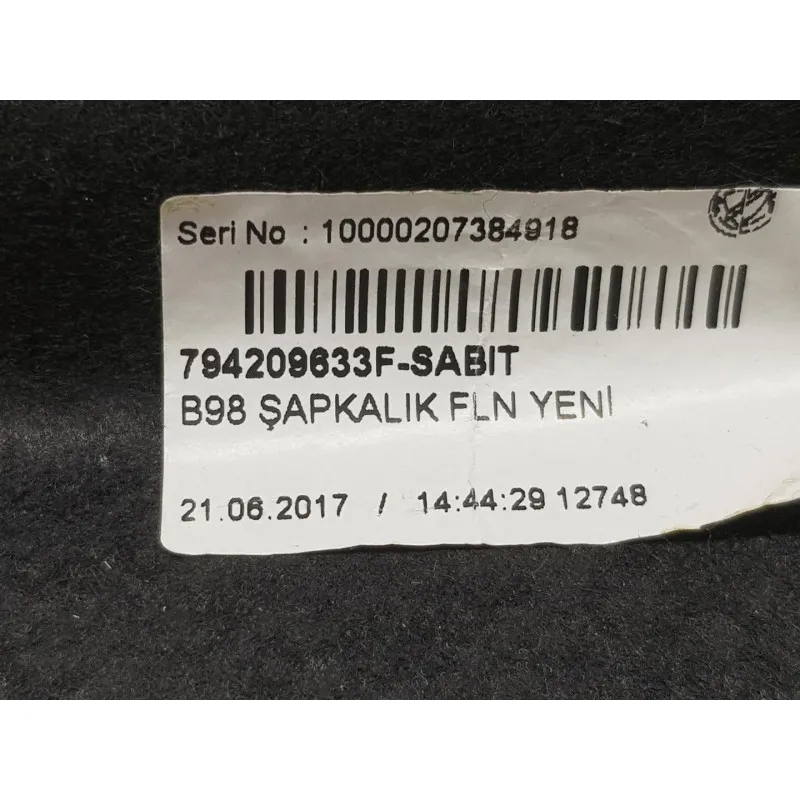 Seri No : 10000207384918
794209633F-SABIT
B98 ŞAPKALIK FLN YENİ
21.06.2017 / 14:44:29 12748